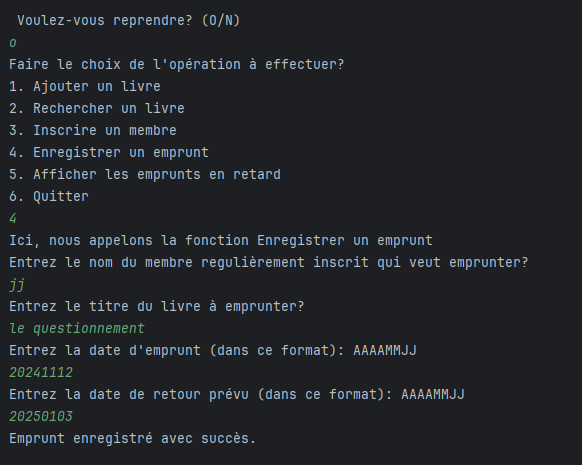 Voulez-vous reprendre? (O/N)
o
Faire le choix de l'opération à effectuer?
1. Ajouter un livre
2. Rechercher un livre
3. Inscrire un membre
4. Enregistrer un emprunt
5. Afficher les emprunts en retard
6. Quitter
4
Ici, nous appelons la fonction Enregistrer un emprunt
Entrez le nom du membre regulièrement inscrit qui veut emprunter?
jj
Entrez le titre du livre à emprunter?
le questionnement
Entrez la date d'emprunt (dans ce format): AAAAMMJJ
20241112
Entrez la date de retour prévu (dans ce format): AAAAMMJJ
20250103
Emprunt enregistré avec succès.